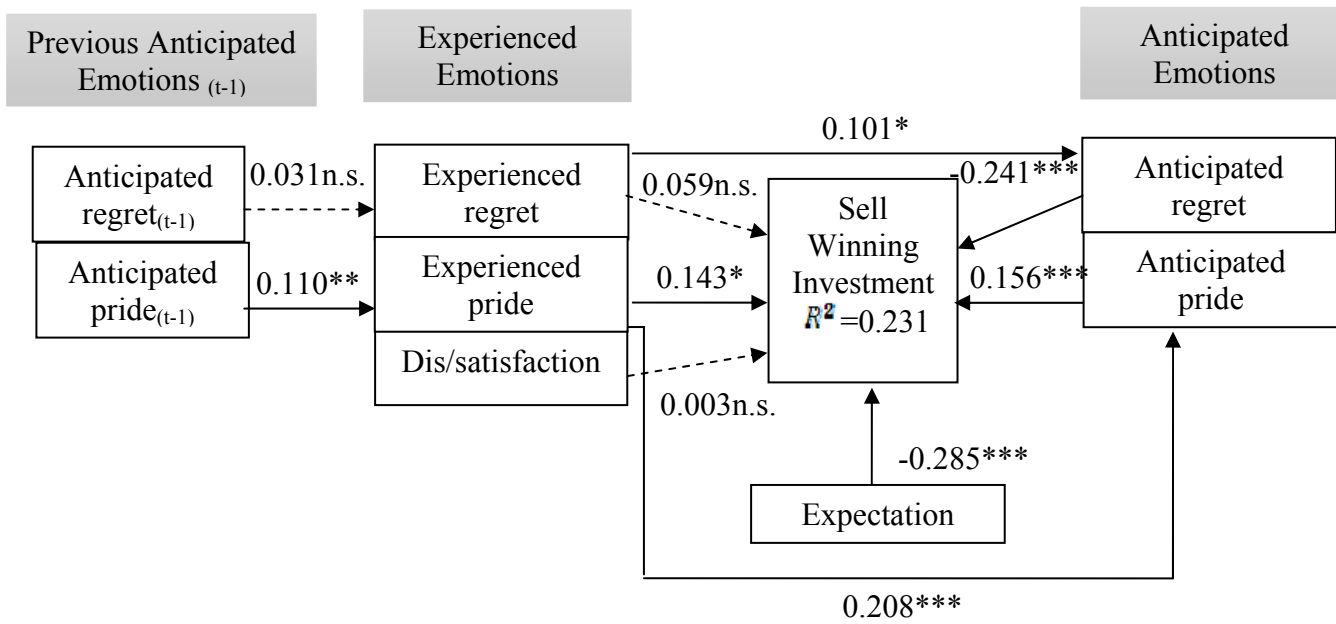 Previous Anticipated
Emotions (t-1)
Experienced
Emotions
Anticipated
Emotions
0.101*
Anticipated
regret(t-1)
0.031n.s.
Experienced
regret
0.059n.s.
-0.241***
Anticipated
regret
Anticipated
pride(t-1)
0.110**
Experienced
pride
0.143*
Sell
Winning
Investment
R² =0.231
0.156***
Anticipated
pride
Dis/satisfaction
0.003n.s.
-0.285***
Expectation
0.208***